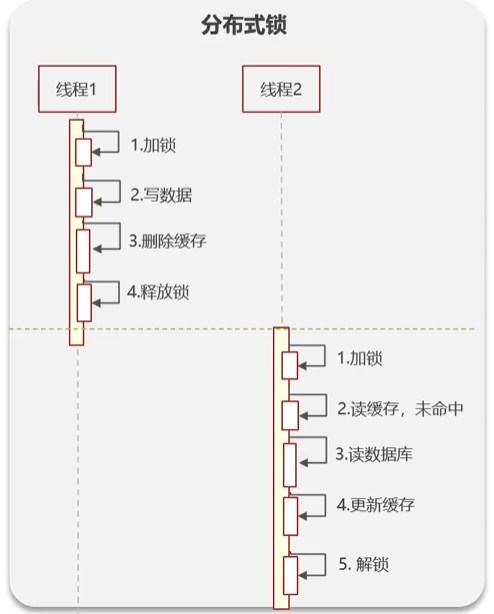 分布式锁
线程1
线程2
1.加锁
2.写数据
3.删除缓存
4.释放锁
1.加锁
2.读缓存，未命中
3.读数据库
4.更新缓存
5. 解锁